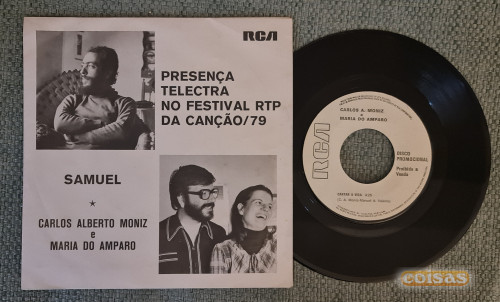 RCA
PRESENÇA
TELECTRA
NO FESTIVAL RTP
DA CANÇÃO/79
SAMUEL
★
CARLOS ALBERTO MONIZ
e
MARIA DO AMPARO
CARLOS A. MONIZ
e
MARIA DO AMPARO
RCA
DISCO
PROMOCIONAL
Proibida a
Venda
coisas